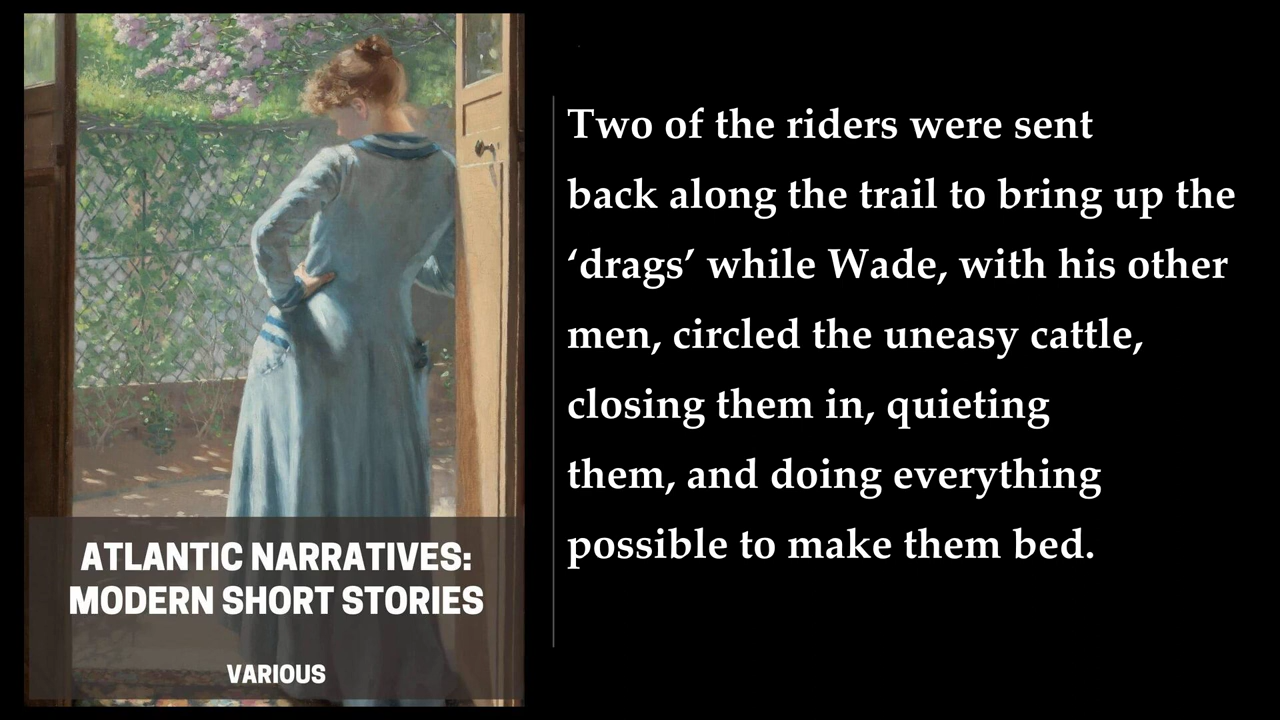 ATLANTIC NARRATIVES:
MODERN SHORT STORIES
VARIOUS
Two of the riders were sent
back along the trail to bring up the
‘drags’ while Wade, with his other
men, circled the uneasy cattle,
closing them in, quieting
them, and doing everything
possible to make them bed.